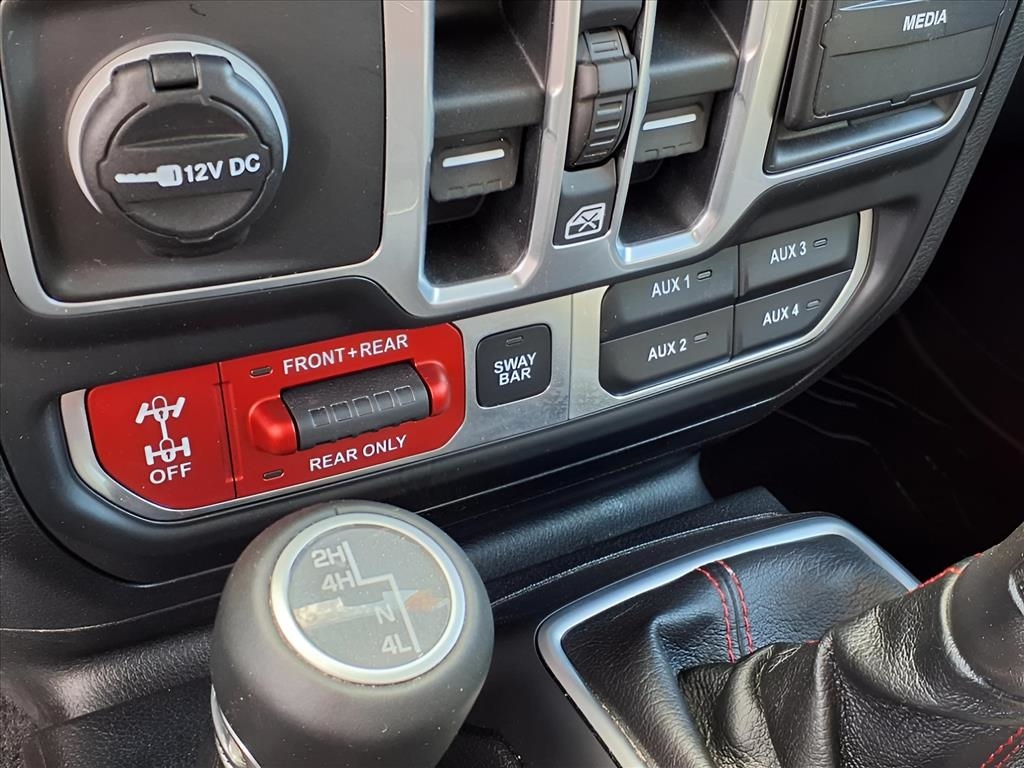 MEDIA
12V DC
AUX 1
AUX 3
AUX 2
AUX 4
SWAY
BAR
FRONT+REAR
REAR ONLY
OFF
2H
4H
N
4L